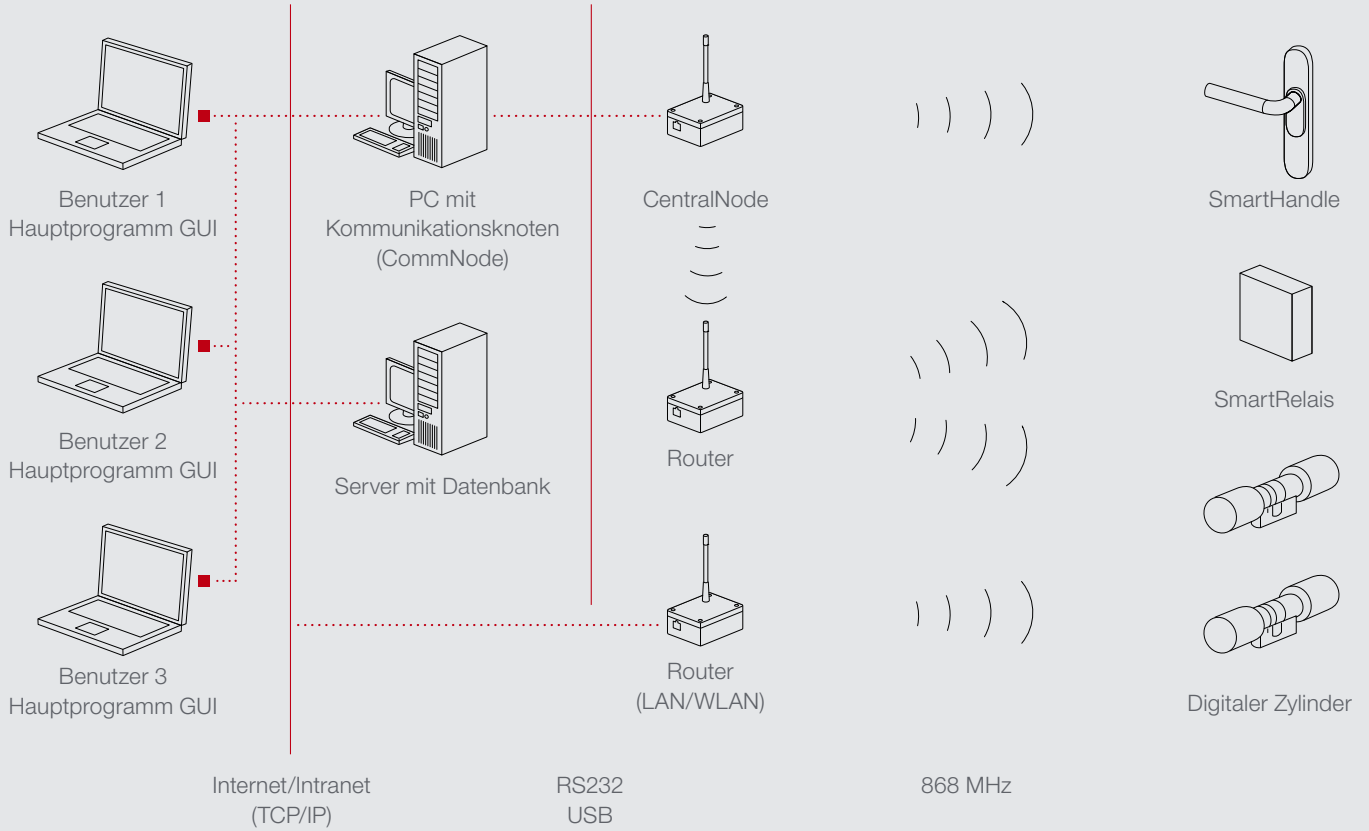 Benutzer 1
Hauptprogramm GUI
PC mit
Kommunikationsknoten
(CommNode)
CentralNode
SmartHandle
Benutzer 2
Hauptprogramm GUI
Server mit Datenbank
Router
SmartRelais
Benutzer 3
Hauptprogramm GUI
Router
(LAN/WLAN)
Digitaler Zylinder
Internet/Intranet
(TCP/IP)
RS232
USB
868 MHz